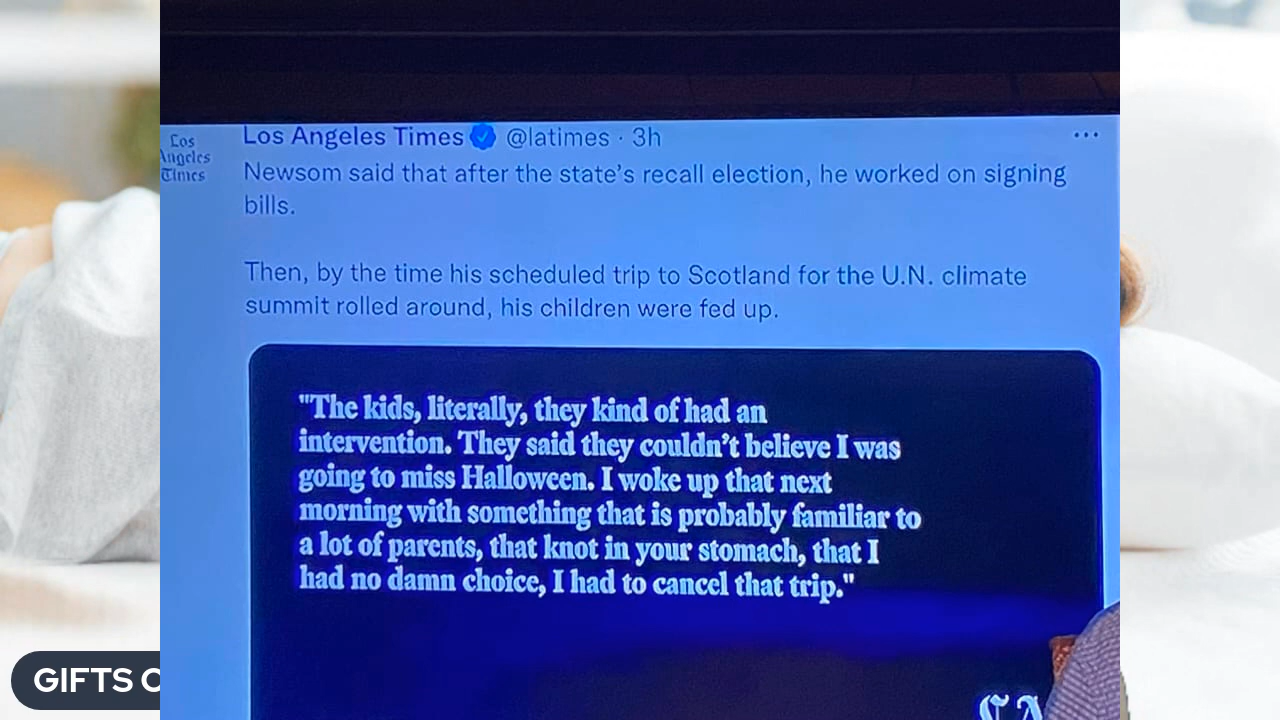 Los
Angeles
Times
Los Angeles Times @latimes · 3h
Newsom said that after the state's recall election, he worked on signing
bills.
Then, by the time his scheduled trip to Scotland for the U.N. climate
summit rolled around, his children were fed up.
"The kids, literally, they kind of had an
intervention. They said they couldn't believe I was
going to miss Halloween. I woke up that next
morning with something that is probably familiar to
a lot of parents, that knot in your stomach, that I
had no damn choice, I had to cancel that trip."
GIFTS